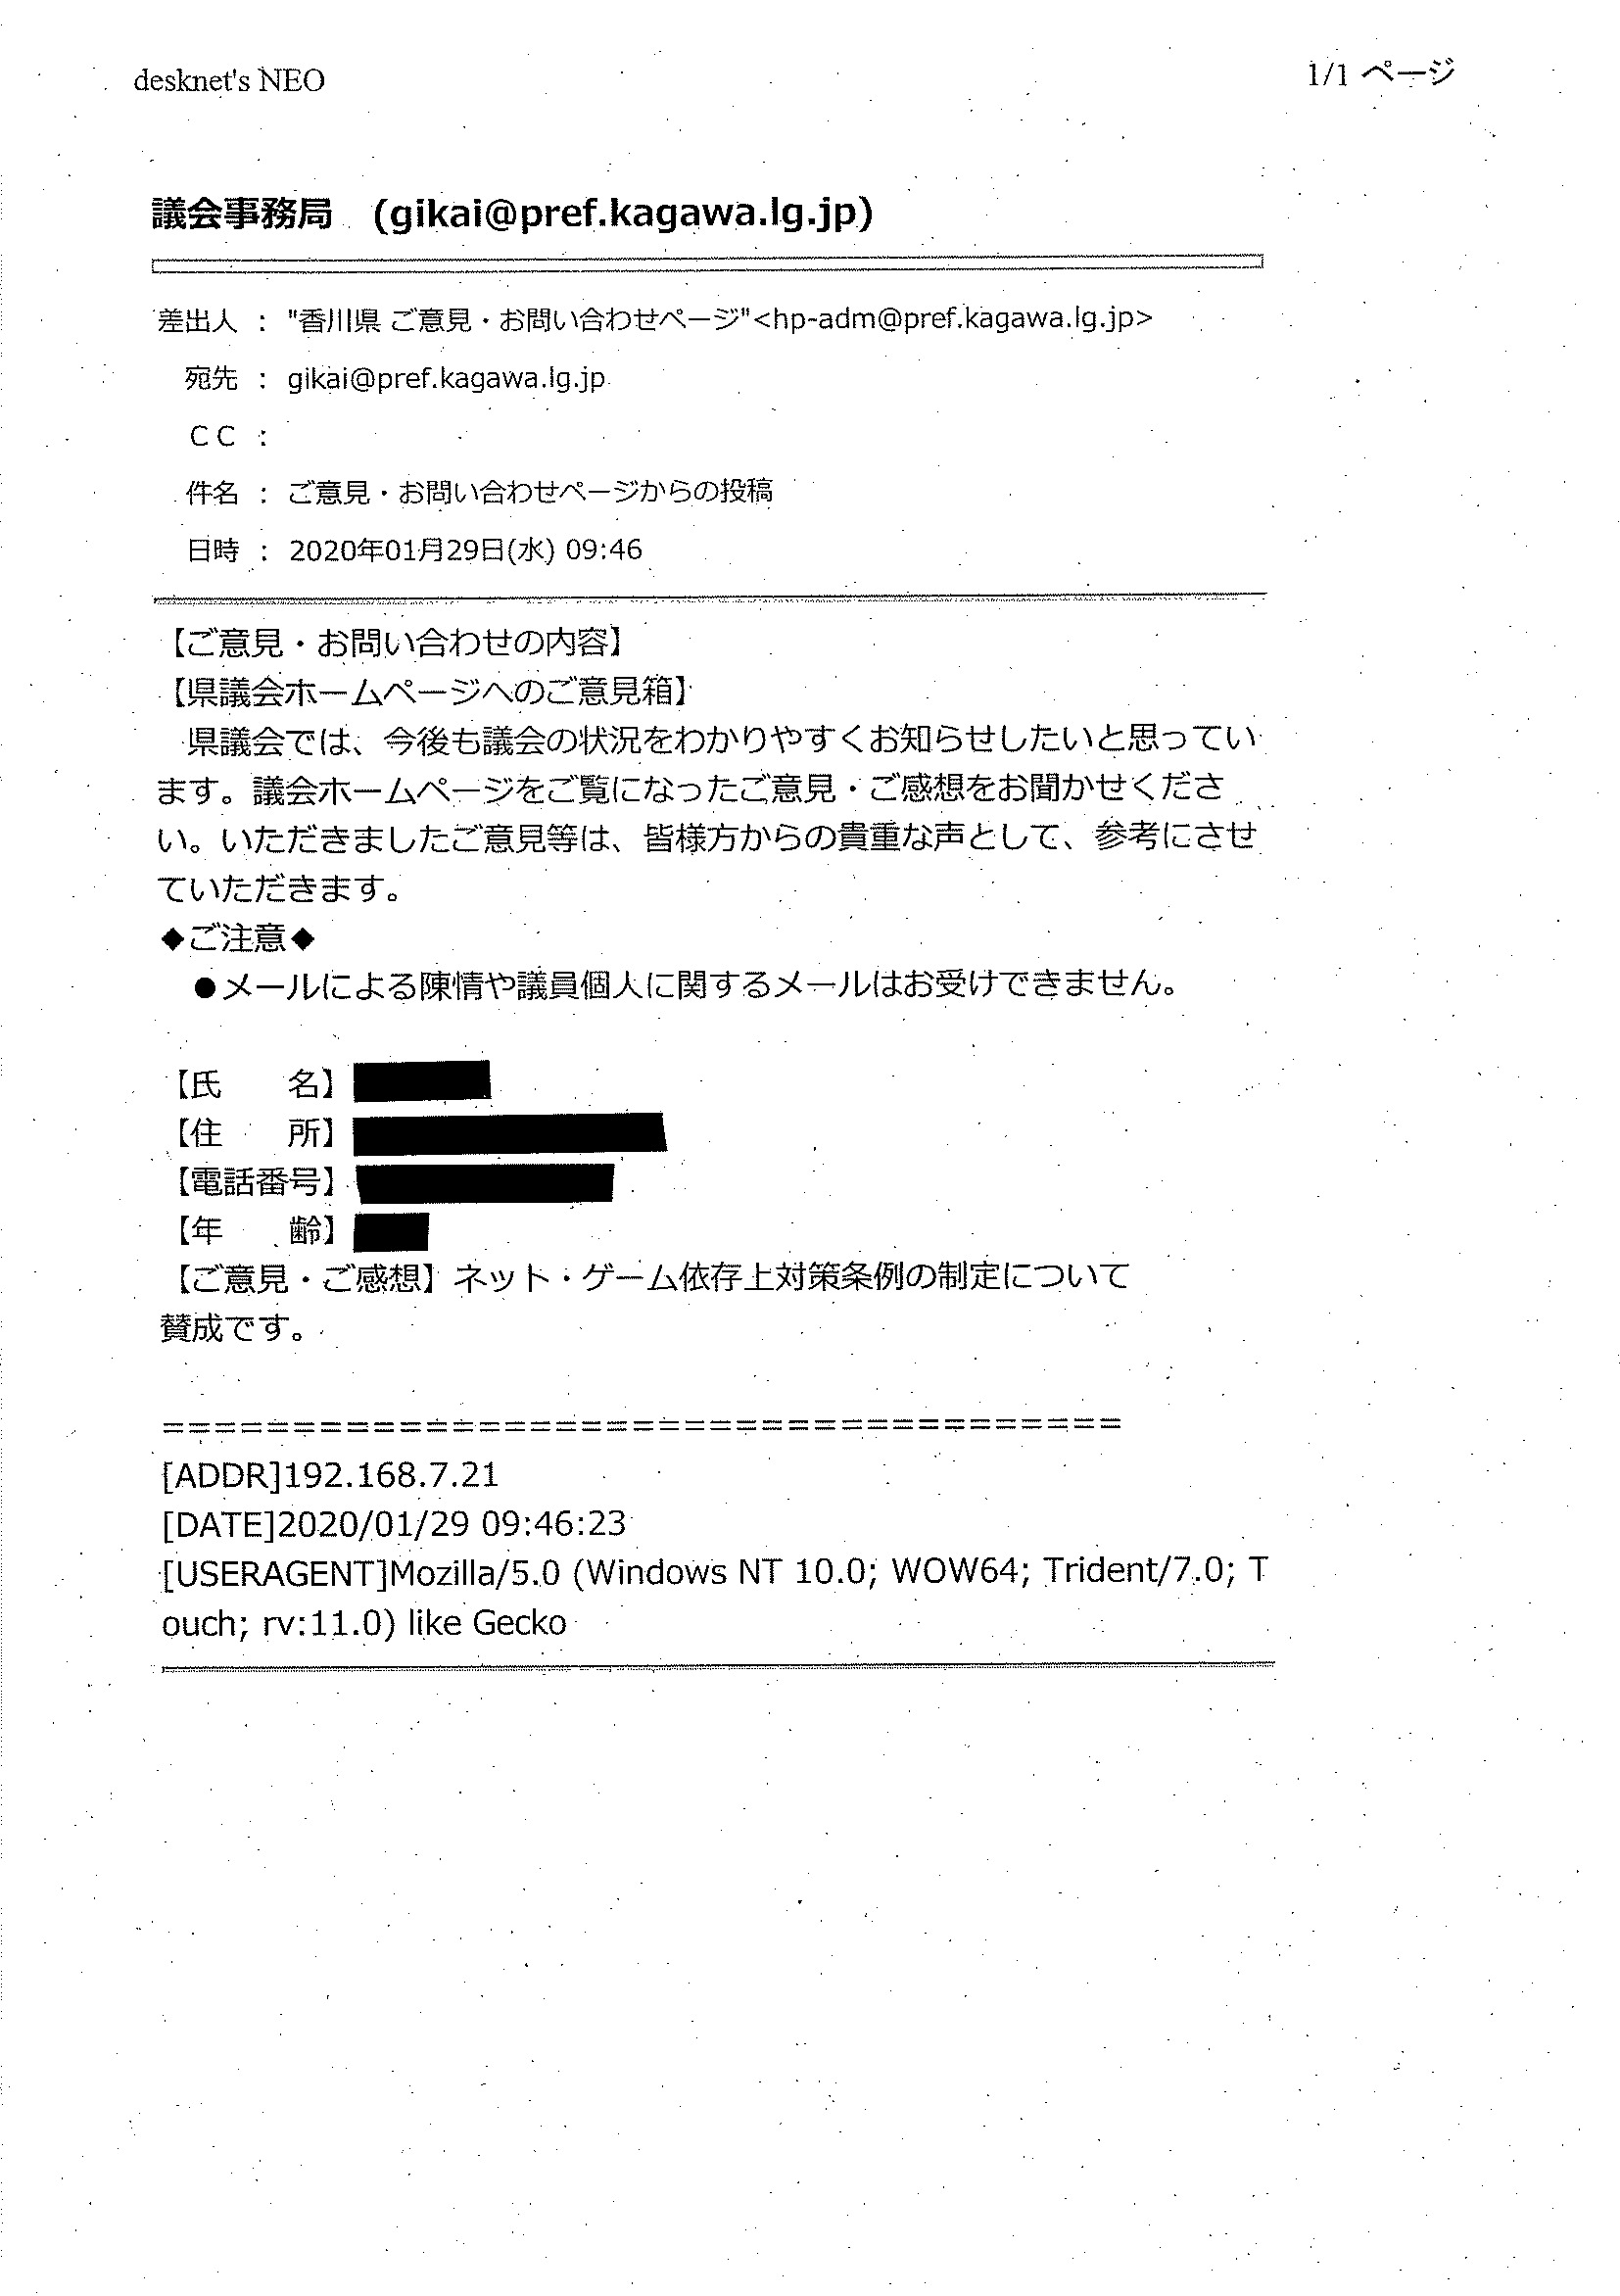 desknet's NEO
1/1 ページ
議会事務局 (gikai@pref.kagawa.lg.jp)
差出人 : "香川県 ご意見・お問い合わせページ"<hp-adm@pref.kagawa.lg.jp>
宛先 : gikai@pref.kagawa.lg.jp
CC :
件名 : ご意見・お問い合わせページからの投稿
日時 : 2020年01月29日(水) 09:46
【ご意見・お問い合わせの内容】
【県議会ホームページへのご意見箱】
県議会では、今後も議会の状況をわかりやすくお知らせしたいと思ってい
ます。議会ホームページをご覧になったご意見・ご感想をお聞かせくださ
い。いただきましたご意見等は、皆様方からの貴重な声として、参考にさせ
ていただきます。
◆ご注意◆
●メールによる陳情や議員個人に関するメールはお受けできません。
【氏　　名】
【住　　所】
【電話番号】
【年　　齢】
【ご意見・ご感想】ネット・ゲーム依存上対策条例の制定について
賛成です。
=====================================
[ADDR]192.168.7.21
[DATE]2020/01/29 09:46:23
[USERAGENT]Mozilla/5.0 (Windows NT 10.0; WOW64; Trident/7.0; T
ouch; rv:11.0) like Gecko